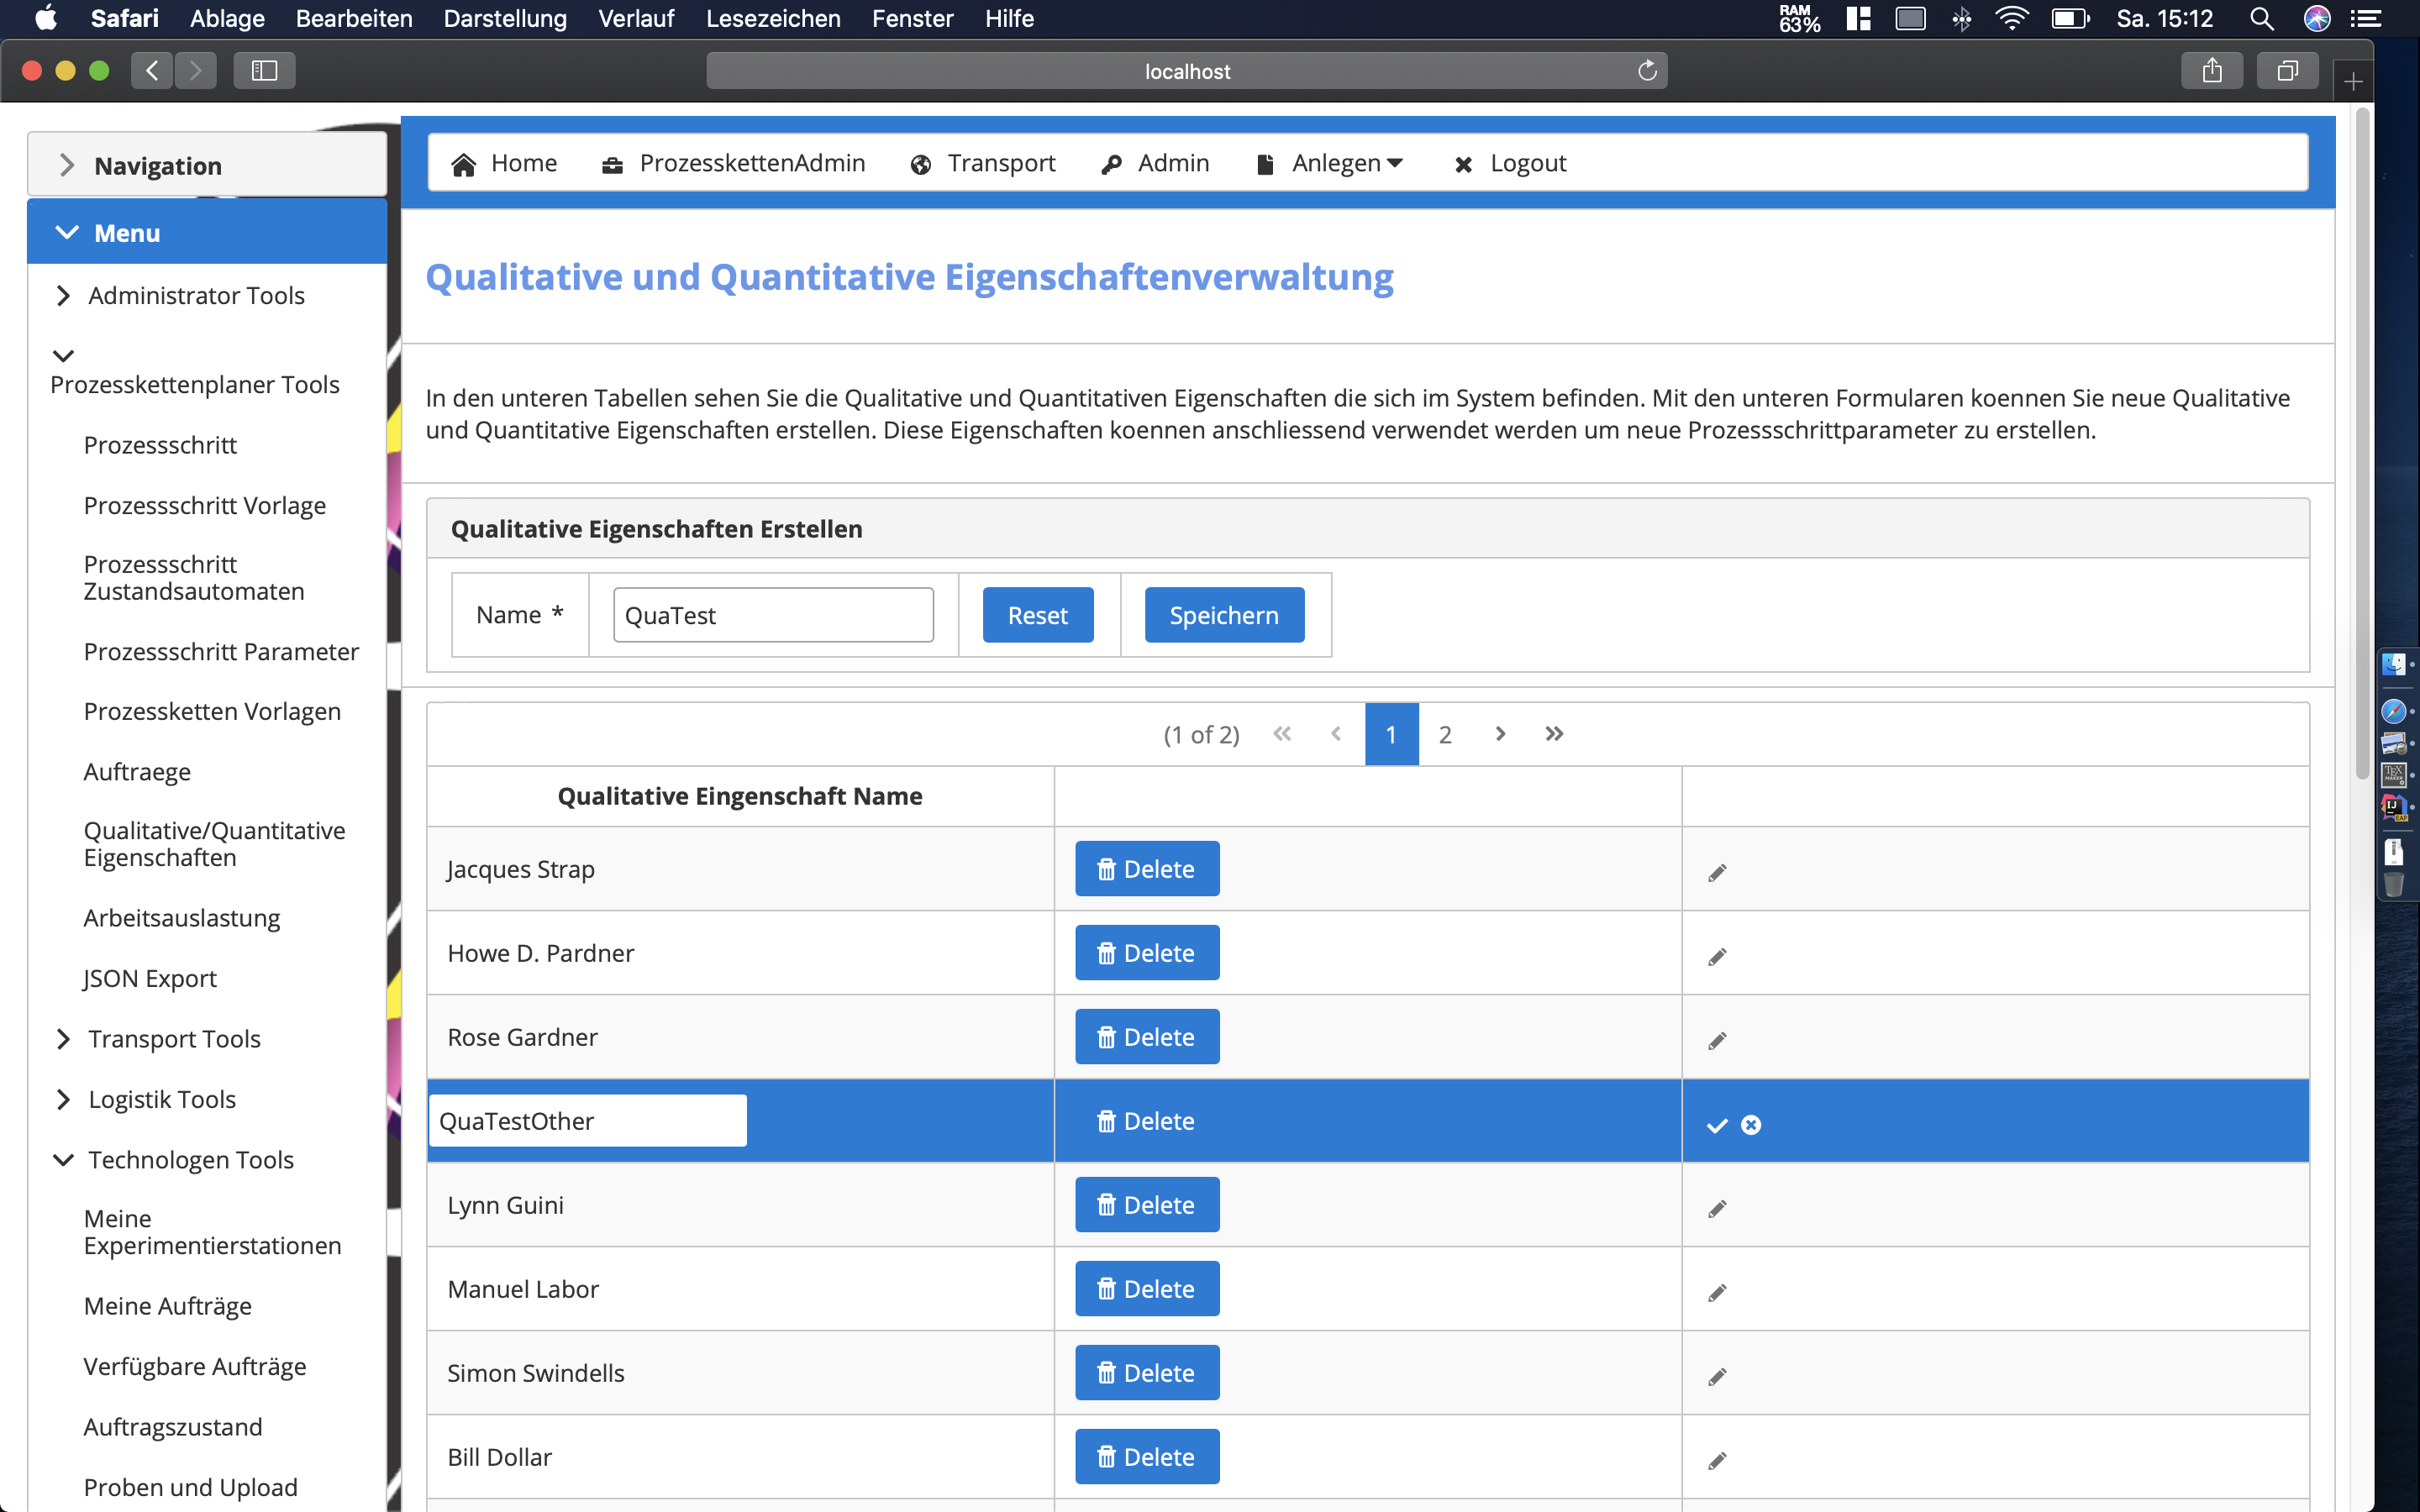 Safari Ablage Bearbeiten Darstellung Verlauf Lesezeichen Fenster Hilfe RAM 63% Sa. 15:12
localhost
Navigation
Menu
Administrator Tools
Prozesskettenplaner Tools
Prozessschritt
Prozessschritt Vorlage
Prozessschritt
Zustandsautomaten
Prozessschritt Parameter
Prozessketten Vorlagen
Auftraege
Qualitative/Quantitative
Eigenschaften
Arbeitsauslastung
JSON Export
Transport Tools
Logistik Tools
Technologen Tools
Meine
Experimentierstationen
Meine Aufträge
Verfügbare Aufträge
Auftragszustand
Proben und Upload
Home ProzesskettenAdmin Transport Admin Anlegen Logout
Qualitative und Quantitative Eigenschaftenverwaltung
In den unteren Tabellen sehen Sie die Qualitative und Quantitativen Eigenschaften die sich im System befinden. Mit den unteren Formularen koennen Sie neue Qualitative
und Quantitative Eigenschaften erstellen. Diese Eigenschaften koennen anschliessend verwendet werden um neue Prozessschrittparameter zu erstellen.
Qualitative Eigenschaften Erstellen
Name * QuaTest Reset Speichern
(1 of 2) « ‹ 1 2 › »
Qualitative Eingenschaft Name
Jacques Strap Delete
Howe D. Pardner Delete
Rose Gardner Delete
QuaTestOther Delete
Lynn Guini Delete
Manuel Labor Delete
Simon Swindells Delete
Bill Dollar Delete